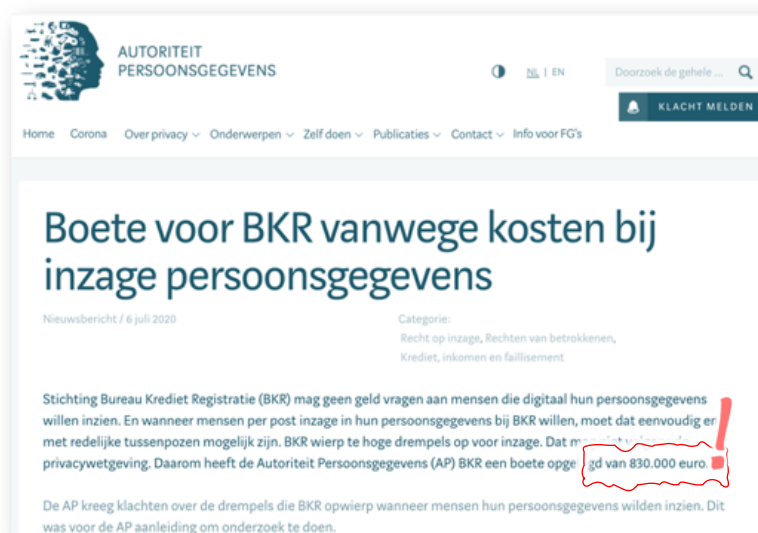 AUTORITEIT
PERSOONSGEGEVENS
NL | EN
Doorzoek de gehele ...
KLACHT MELDEN
Home Corona Over privacy Onderwerpen Zelf doen Publicaties Contact Info voor FG's
Boete voor BKR vanwege kosten bij
inzage persoonsgegevens
Nieuwsbericht / 6 juli 2020
Categorie:
Recht op inzage, Rechten van betrokkenen,
Krediet, inkomen en faillisement
Stichting Bureau Krediet Registratie (BKR) mag geen geld vragen aan mensen die digitaal hun persoonsgegevens
willen inzien. En wanneer mensen per post inzage in hun persoonsgegevens bij BKR willen, moet dat eenvoudig en
met redelijke tussenpozen mogelijk zijn. BKR wierp te hoge drempels op voor inzage. Dat
privacywetgeving. Daarom heeft de Autoriteit Persoonsgegevens (AP) BKR een boete opge gd van 830.000 euro.
!
De AP kreeg klachten over de drempels die BKR opwierp wanneer mensen hun persoonsgegevens wilden inzien. Dit
was voor de AP aanleiding om onderzoek te doen.